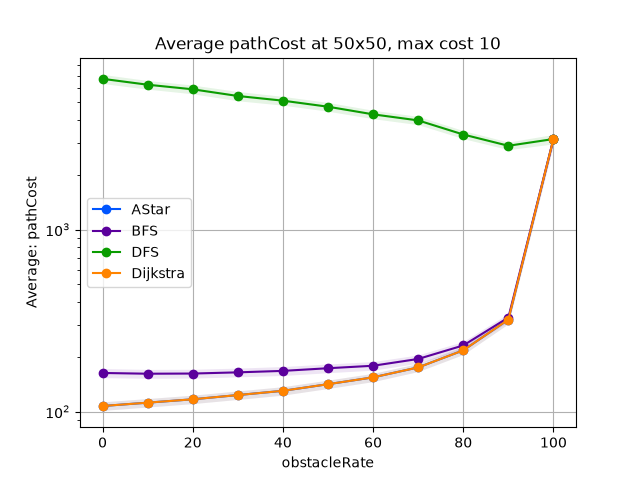 Average pathCost at 50x50, max cost 10
Average: pathCost
10³
10²
AStar
BFS
DFS
Dijkstra
0 20 40 60 80 100
obstacleRate